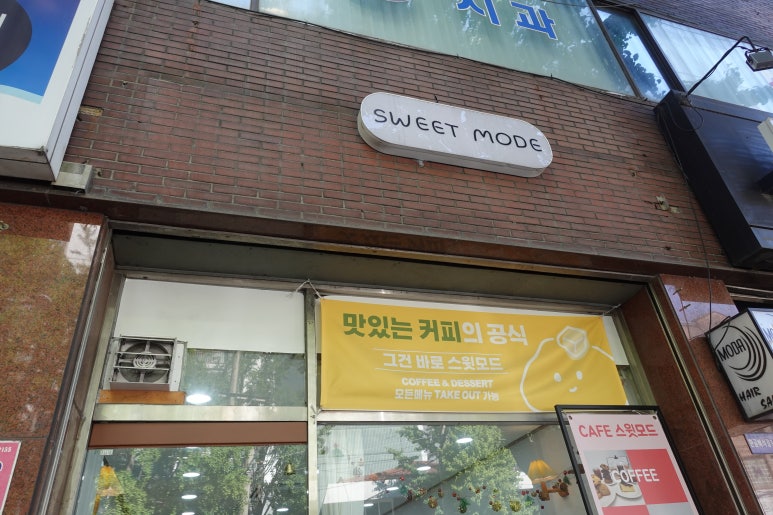 치과
SWEET MODE
맛있는 커피의 공식
그건 바로 스윗모드
COFFEE & DESSERT
모든메뉴 TAKE OUT 가능
CAFE 스윗모드
COFFEE
MODA
HAIR